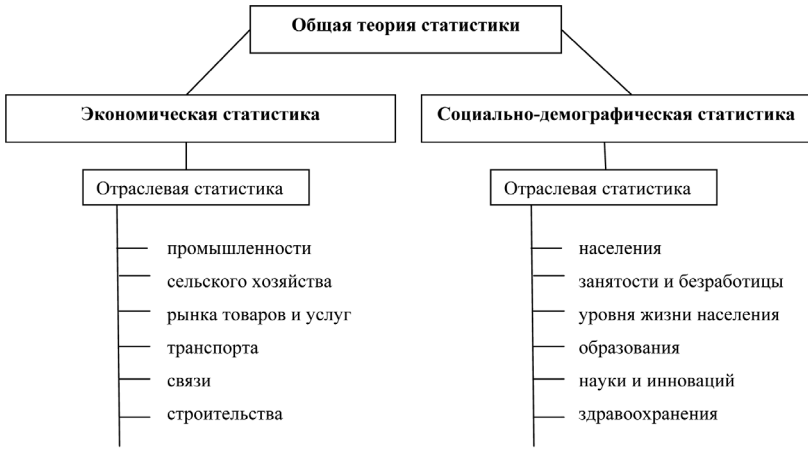 Общая теория статистики
Экономическая статистика
Социально-демографическая статистика
Отраслевая статистика
промышленности
сельского хозяйства
рынка товаров и услуг
транспорта
связи
строительства
Отраслевая статистика
населения
занятости и безработицы
уровня жизни населения
образования
науки и инноваций
здравоохранения